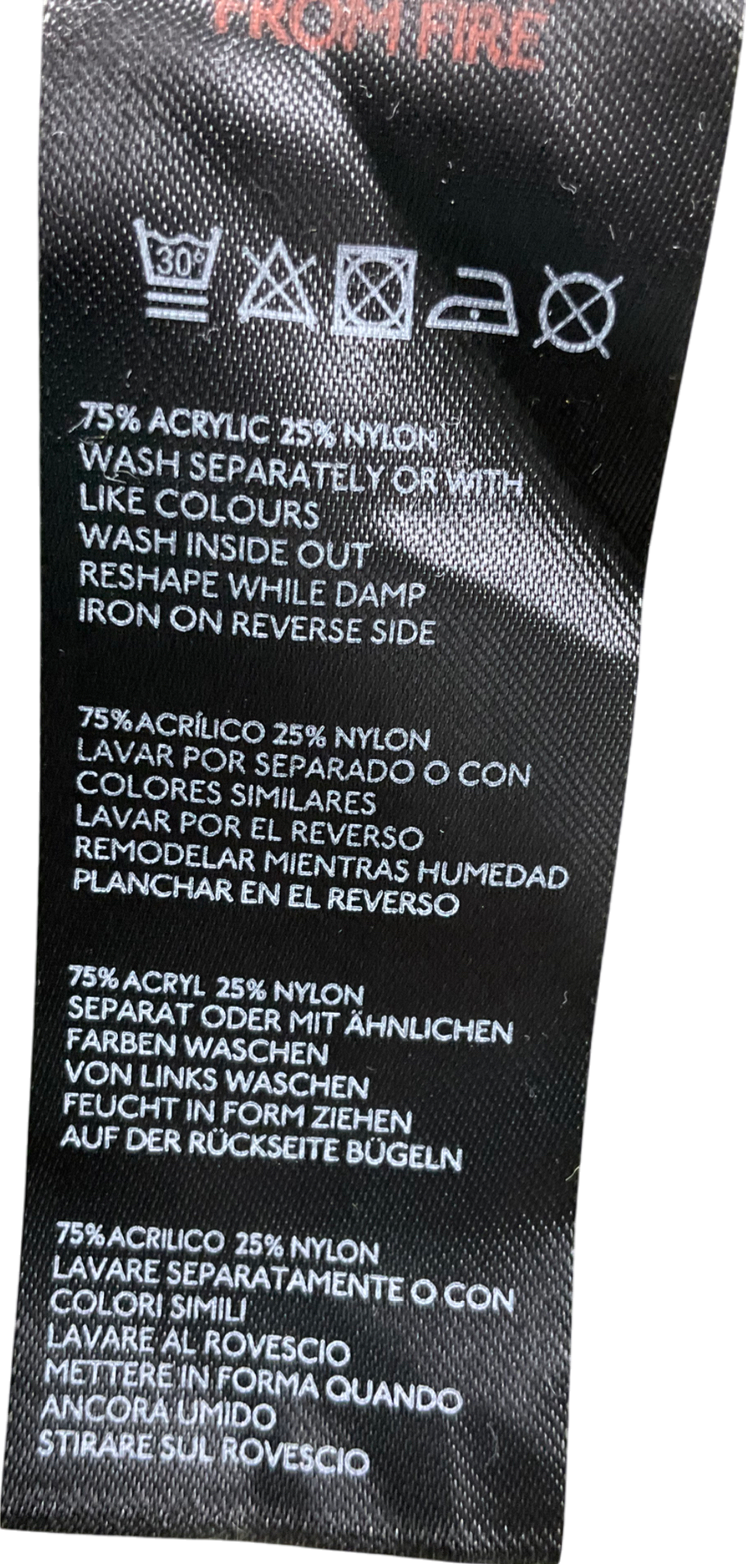 FROM FIRE
30°
75% ACRYLIC 25% NYLON
WASH SEPARATELY OR WITH
LIKE COLOURS
WASH INSIDE OUT
RESHAPE WHILE DAMP
IRON ON REVERSE SIDE
75% ACRÍLICO 25% NYLON
LAVAR POR SEPARADO O CON
COLORES SIMILARES
LAVAR POR EL REVERSO
REMODELAR MIENTRAS HUMEDAD
PLANCHAR EN EL REVERSO
75% ACRYL 25% NYLON
SEPARAT ODER MIT ÄHNLICHEN
FARBEN WASCHEN
VON LINKS WASCHEN
FEUCHT IN FORM ZIEHEN
AUF DER RÜCKSEITE BÜGELN
75% ACRILICO 25% NYLON
LAVARE SEPARATAMENTE O CON
COLORI SIMILI
LAVARE AL ROVESCIO
METTERE IN FORMA QUANDO
ANCORA UMIDO
STIRARE SUL ROVESCIO